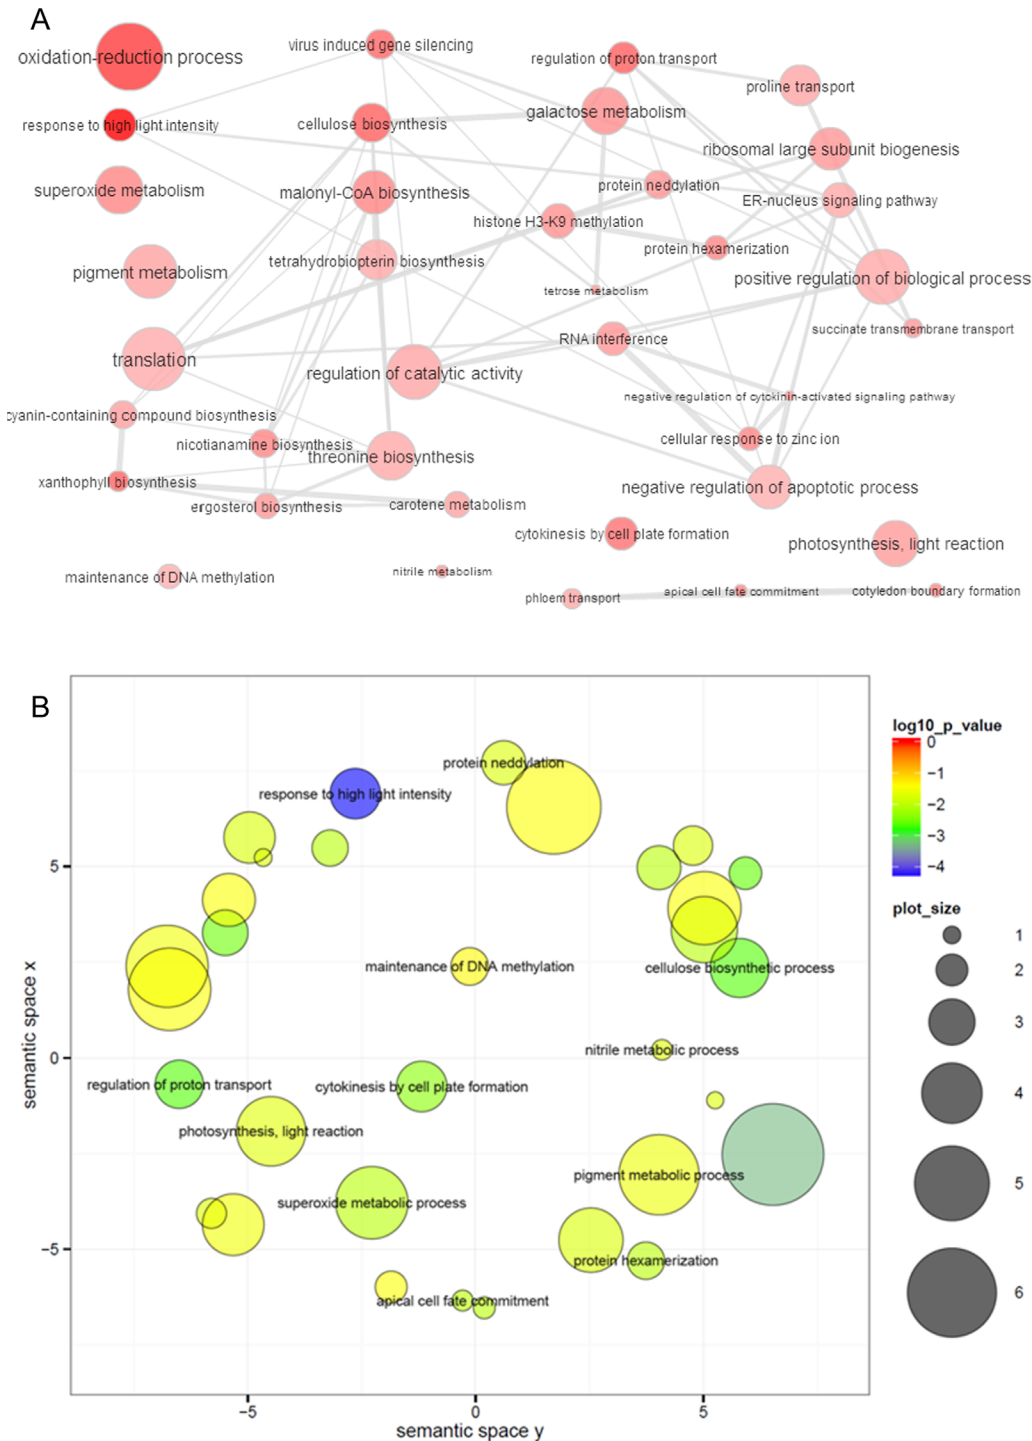 A
oxidation-reduction process
virus induced gene silencing
regulation of proton transport
proline transport
response to high light intensity
cellulose biosynthesis
galactose metabolism
ribosomal large subunit biogenesis
superoxide metabolism
malonyl-CoA biosynthesis
protein neddylation
ER-nucleus signaling pathway
histone H3-K9 methylation
protein hexamerization
pigment metabolism
tetrahydrobiopterin biosynthesis
positive regulation of biological process
tetrose metabolism
succinate transmembrane transport
RNA interference
translation
regulation of catalytic activity
negative regulation of cytokinin-activated signaling pathway
cyanin-containing compound biosynthesis
nicotianamine biosynthesis
cellular response to zinc ion
threonine biosynthesis
xanthophyll biosynthesis
negative regulation of apoptotic process
ergosterol biosynthesis
carotene metabolism
cytokinesis by cell plate formation
photosynthesis, light reaction
maintenance of DNA methylation
nitrile metabolism
phloem transport
apical cell fate commitment
cotyledon boundary formation
B
protein neddylation
response to high light intensity
maintenance of DNA methylation
cellulose biosynthetic process
nitrile metabolic process
regulation of proton transport
cytokinesis by cell plate formation
photosynthesis, light reaction
pigment metabolic process
superoxide metabolic process
protein hexamerization
apical cell fate commitment
5
0
−5
semantic space x
−5
0
5
semantic space y
log10_p_value
0
−1
−2
−3
−4
plot_size
1
2
3
4
5
6